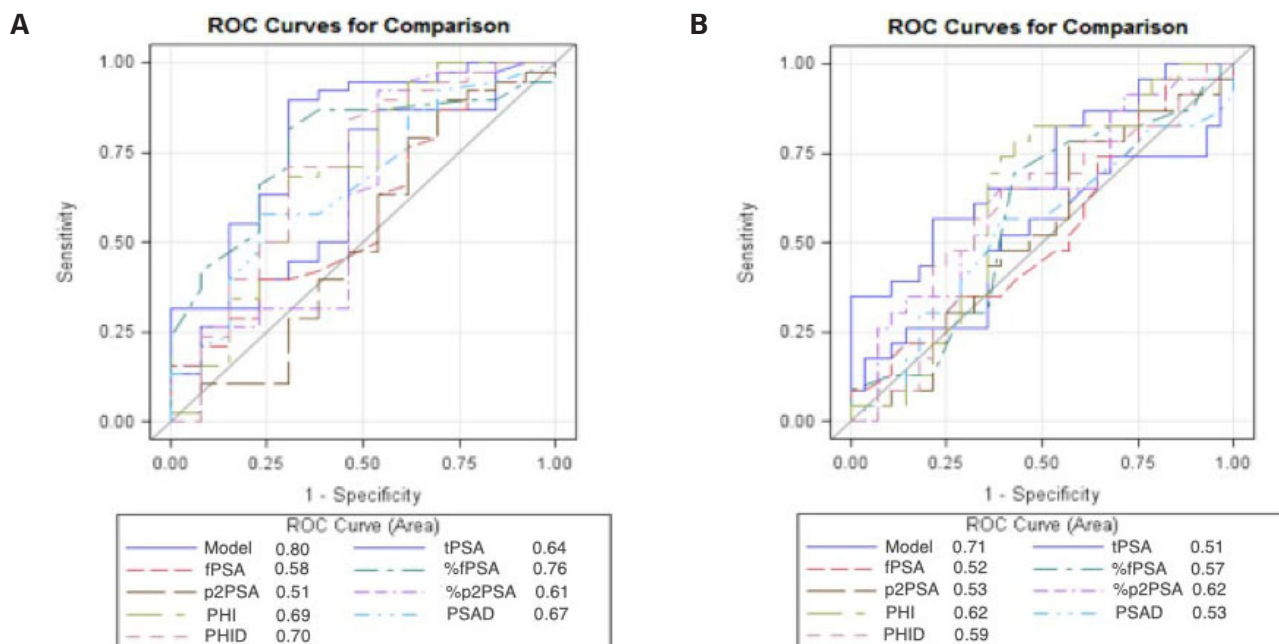 A
ROC Curves for Comparison
1.00
0.75
0.50
0.25
0.00
Sensitivity
0.00 0.25 0.50 0.75 1.00
1 - Specificity
ROC Curve (Area)
Model 0.80 tPSA 0.64
fPSA 0.58 %fPSA 0.76
p2PSA 0.51 %p2PSA 0.61
PHI 0.69 PSAD 0.67
PHID 0.70
B
ROC Curves for Comparison
1.00
0.75
0.50
0.25
0.00
Sensitivity
0.00 0.25 0.50 0.75 1.00
1 - Specificity
ROC Curve (Area)
Model 0.71 tPSA 0.51
fPSA 0.52 %fPSA 0.57
p2PSA 0.53 %p2PSA 0.62
PHI 0.62 PSAD 0.53
PHID 0.59